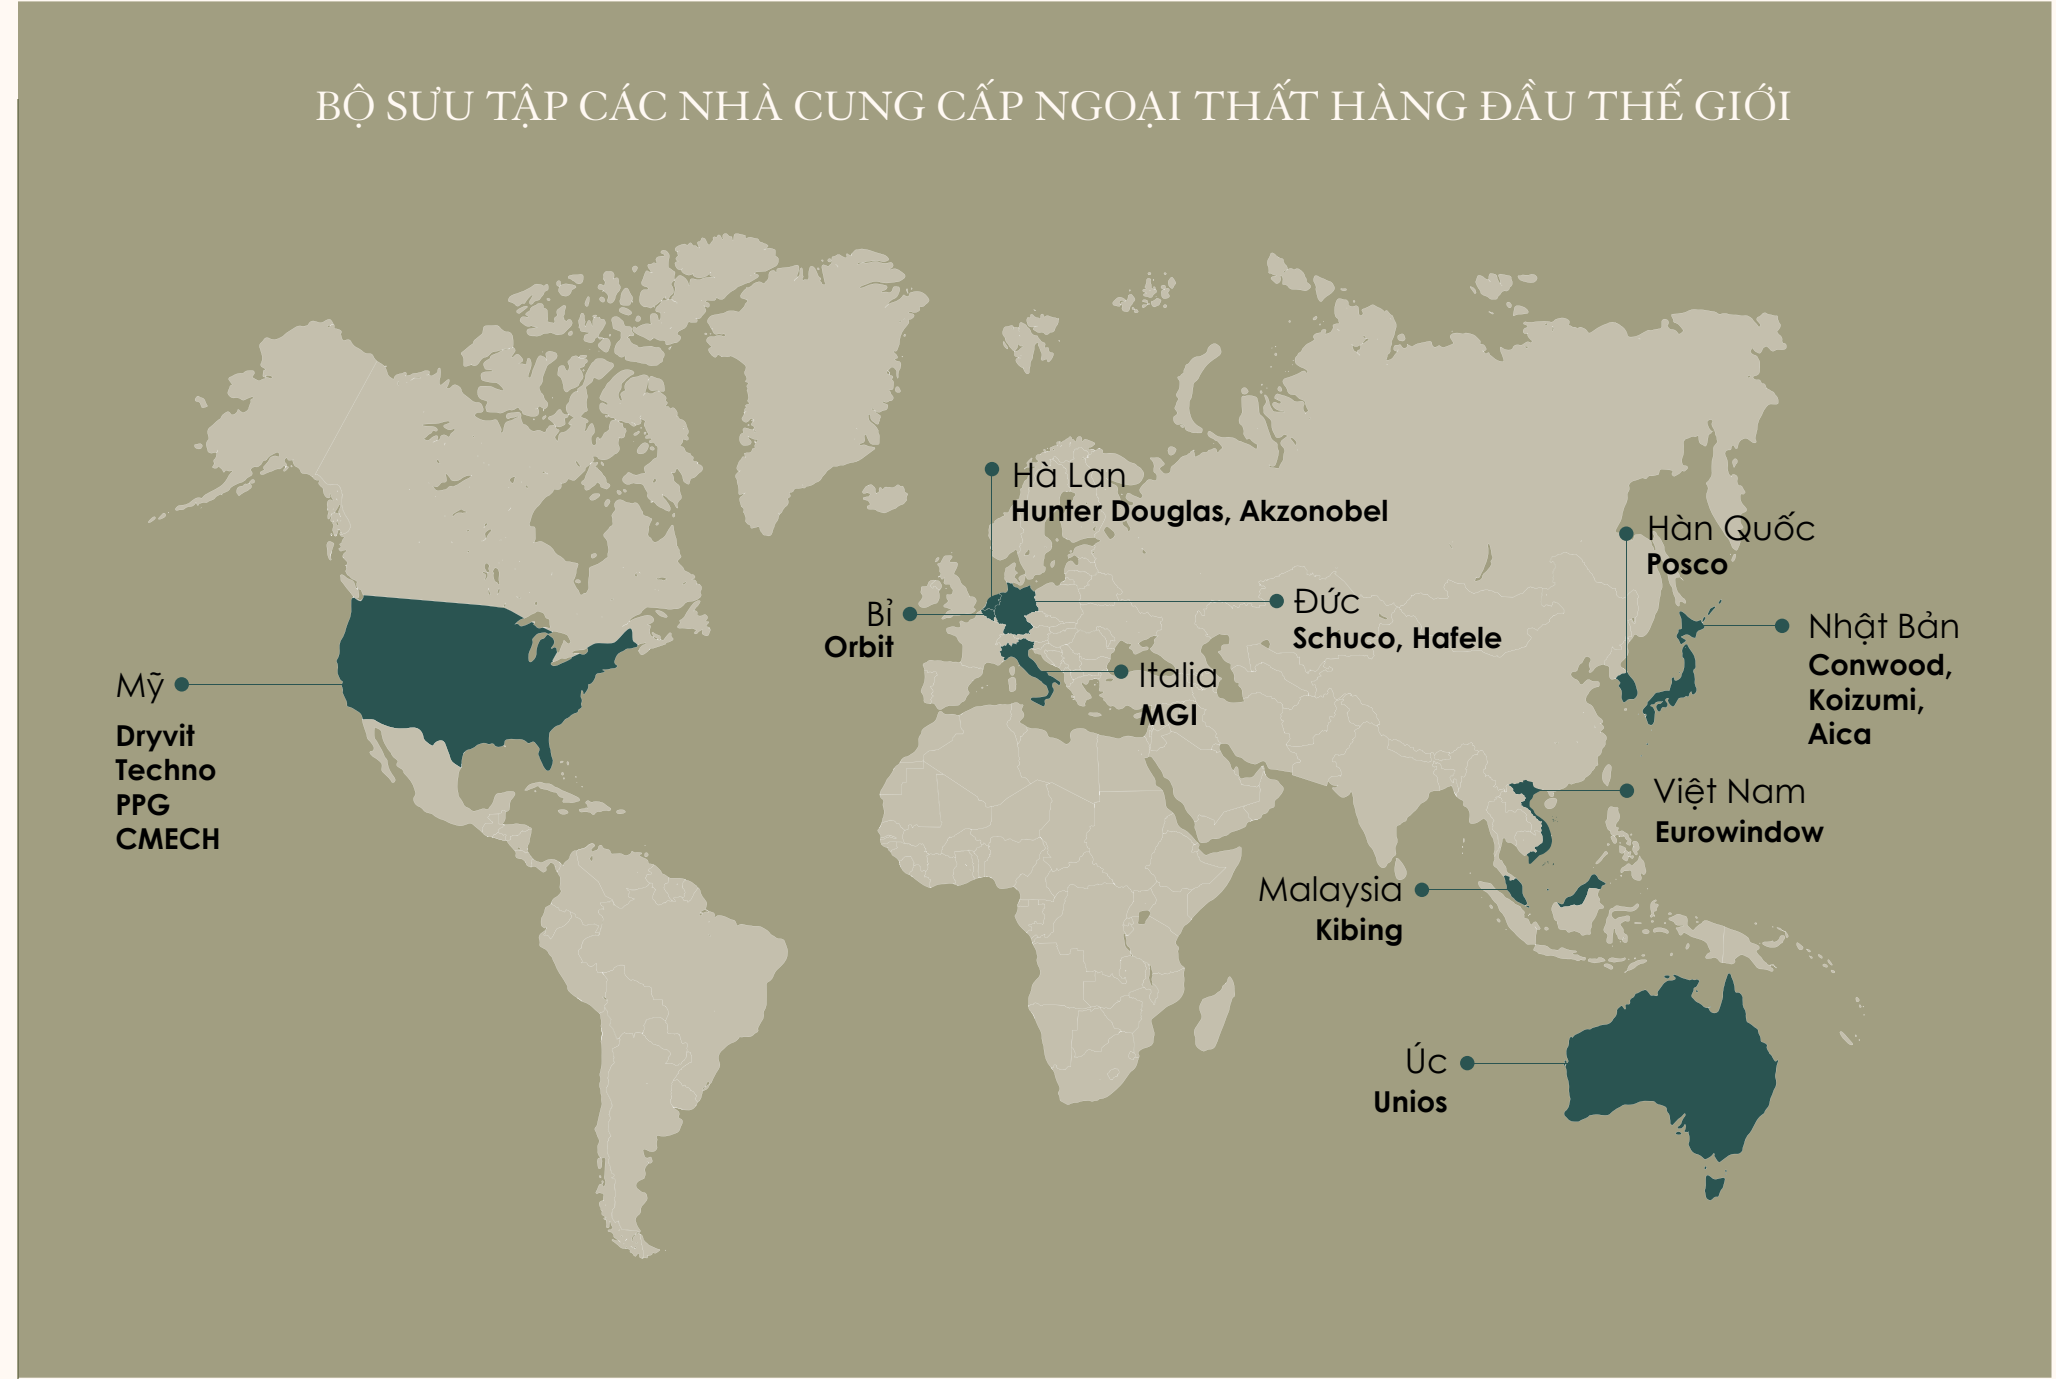 BỘ SƯU TẬP CÁC NHÀ CUNG CẤP NGOẠI THẤT HÀNG ĐẦU THẾ GIỚI
Hà Lan
Hunter Douglas, Akzonobel
Hàn Quốc
Posco
Bỉ
Orbit
Đức
Schuco, Hafele
Nhật Bản
Conwood,
Koizumi,
Aica
Italia
MGI
Mỹ
Dryvit
Techno
PPG
CMECH
Việt Nam
Eurowindow
Malaysia
Kibing
Úc
Unios